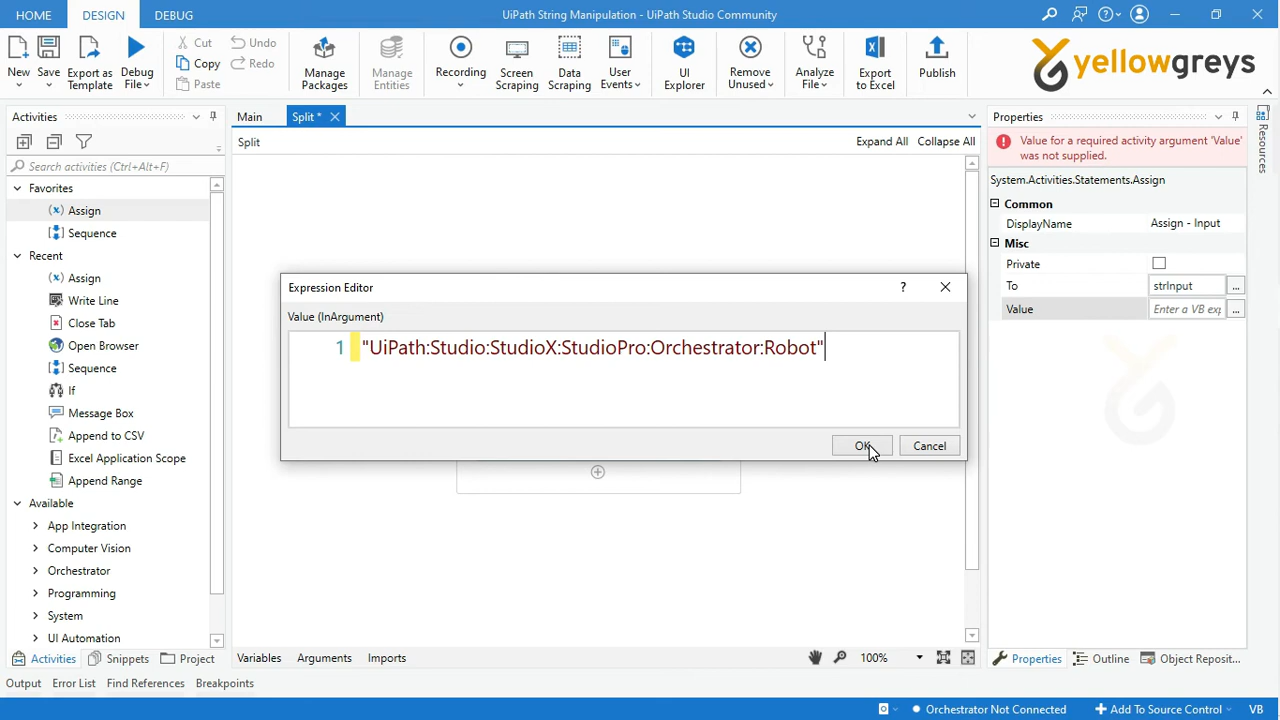 HOME
DESIGN
DEBUG
UiPath String Manipulation - UiPath Studio Community
New
Save
Export as Template
Debug File
Cut
Copy
Paste
Undo
Redo
Manage Packages
Manage Entities
Recording
Screen Scraping
Data Scraping
User Events
UI Explorer
Remove Unused
Analyze File
Export to Excel
Publish
yellowgreys
Activities
Search activities (Ctrl+Alt+F)
Favorites
Assign
Sequence
Recent
Assign
Write Line
Close Tab
Open Browser
Sequence
If
Message Box
Append to CSV
Excel Application Scope
Append Range
Available
App Integration
Computer Vision
Orchestrator
Programming
System
UI Automation
Activities
Snippets
Project
Main
Split *
Split
Expand All
Collapse All
Expression Editor
?
Value (InArgument)
1 "UiPath:Studio:StudioX:StudioPro:Orchestrator:Robot"
OK
Cancel
Variables
Arguments
Imports
100%
Properties
Value for a required activity argument 'Value' was not supplied.
System.Activities.Statements.Assign
Common
DisplayName
Assign - Input
Misc
Private
To
strInput
...
Value
Enter a VB exp
...
Resources
Properties
Outline
Object Reposit...
Output
Error List
Find References
Breakpoints
Orchestrator Not Connected
Add To Source Control
VB